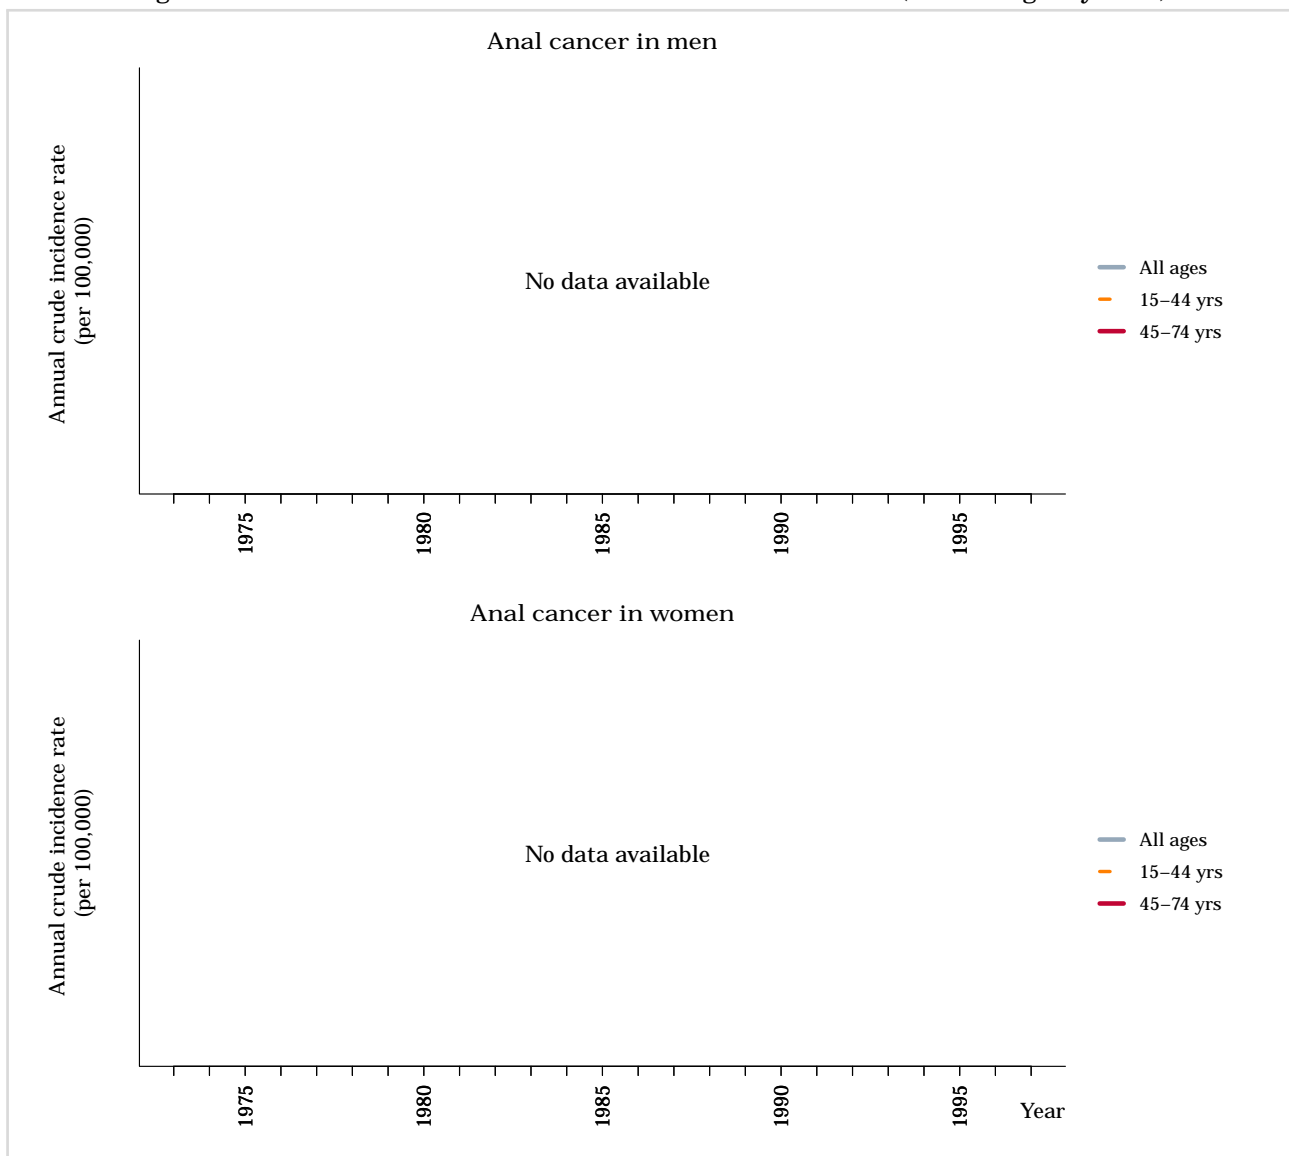 Anal cancer in men
Annual crude incidence rate
(per 100,000)
No data available
All ages
15–44 yrs
45–74 yrs
1975
1980
1985
1990
1995
Anal cancer in women
Annual crude incidence rate
(per 100,000)
No data available
All ages
15–44 yrs
45–74 yrs
1975
1980
1985
1990
1995
Year